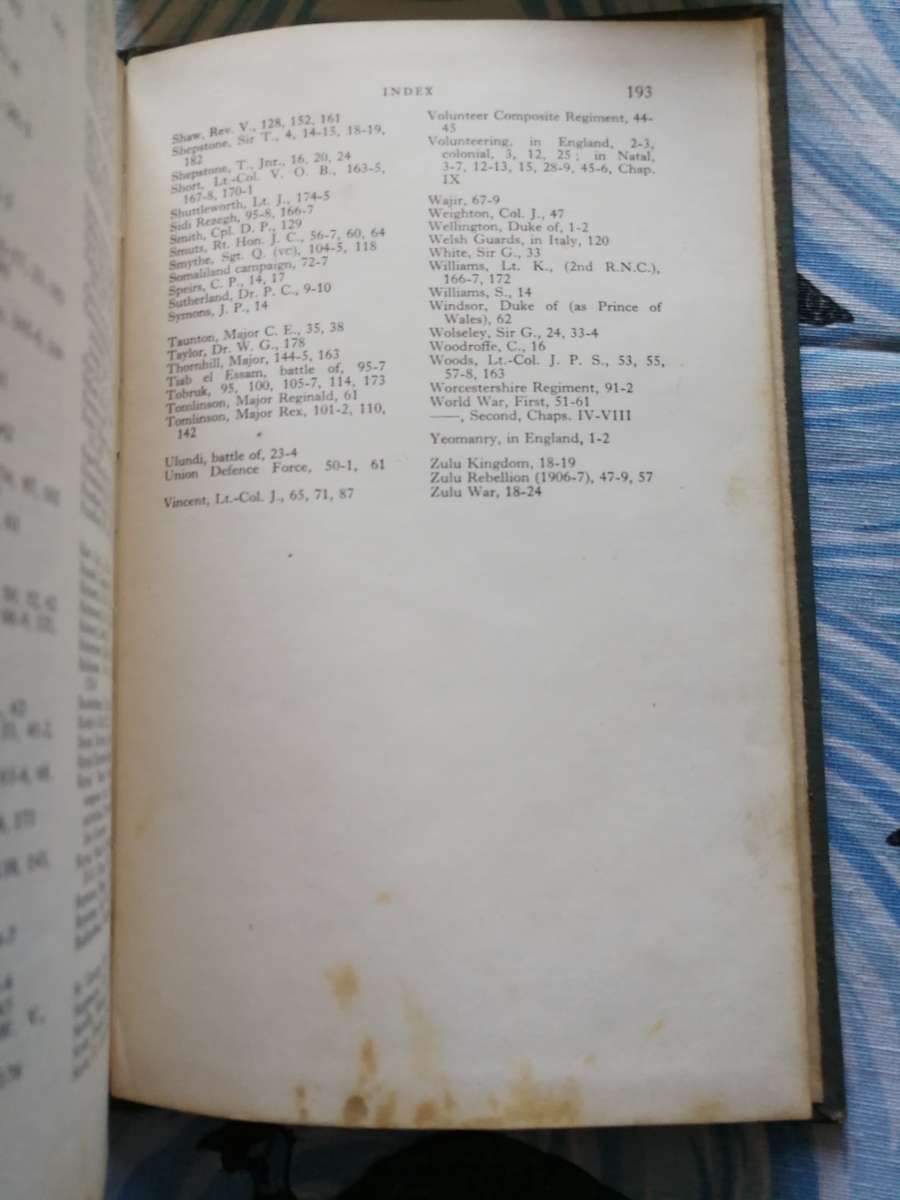 INDEX
193
Shaw, Rev. V., 128, 152, 161
Shepstone, Sir T., 4, 14-15, 18-19,
182
Shepstone, T., Jnr., 16, 20, 24
Short, Lt.-Col. V. O. B., 163-5,
167-8, 170-1
Shuttleworth, Lt. J., 174-5
Sidi Rezegh, 95-8, 166-7
Smith, Cpl. D. P., 129
Smuts, Rt. Hon. J. C., 56-7, 60, 64
Smythe, Sgt. Q. (VC), 104-5, 118
Somaliland campaign, 72-7
Speirs, C. P., 14, 17
Sutherland, Dr. P. C., 9-10
Symons, J. P., 14
Taunton, Major C. E., 35, 38
Taylor, Dr. W. G., 178
Thornhill, Major, 144-5, 163
Tiab el Essam, battle of, 95-7
Tobruk, 95, 100, 105-7, 114, 173
Tomlinson, Major Reginald, 61
Tomlinson, Major Rex, 101-2, 110,
142
Ulundi, battle of, 23-4
Union Defence Force, 50-1, 61
Vincent, Lt.-Col. J., 65, 71, 87
Volunteer Composite Regiment, 44-
45
Volunteering, in England, 2-3,
colonial, 3, 12, 25; in Natal,
3-7, 12-13, 15, 28-9, 45-6, Chap.
IX
Wajir, 67-9
Weighton, Col. J., 47
Wellington, Duke of, 1-2
Welsh Guards, in Italy, 120
White, Sir G., 33
Williams, Lt. K., (2nd R.N.C.),
166-7, 172
Williams, S., 14
Windsor, Duke of (as Prince of
Wales), 62
Wolseley, Sir G., 24, 33-4
Woodroffe, C., 16
Woods, Lt.-Col. J. P. S., 53, 55,
57-8, 163
Worcestershire Regiment, 91-2
World War, First, 51-61
——, Second, Chaps. IV-VIII
Yeomanry, in England, 1-2
Zulu Kingdom, 18-19
Zulu Rebellion (1906-7), 47-9, 57
Zulu War, 18-24